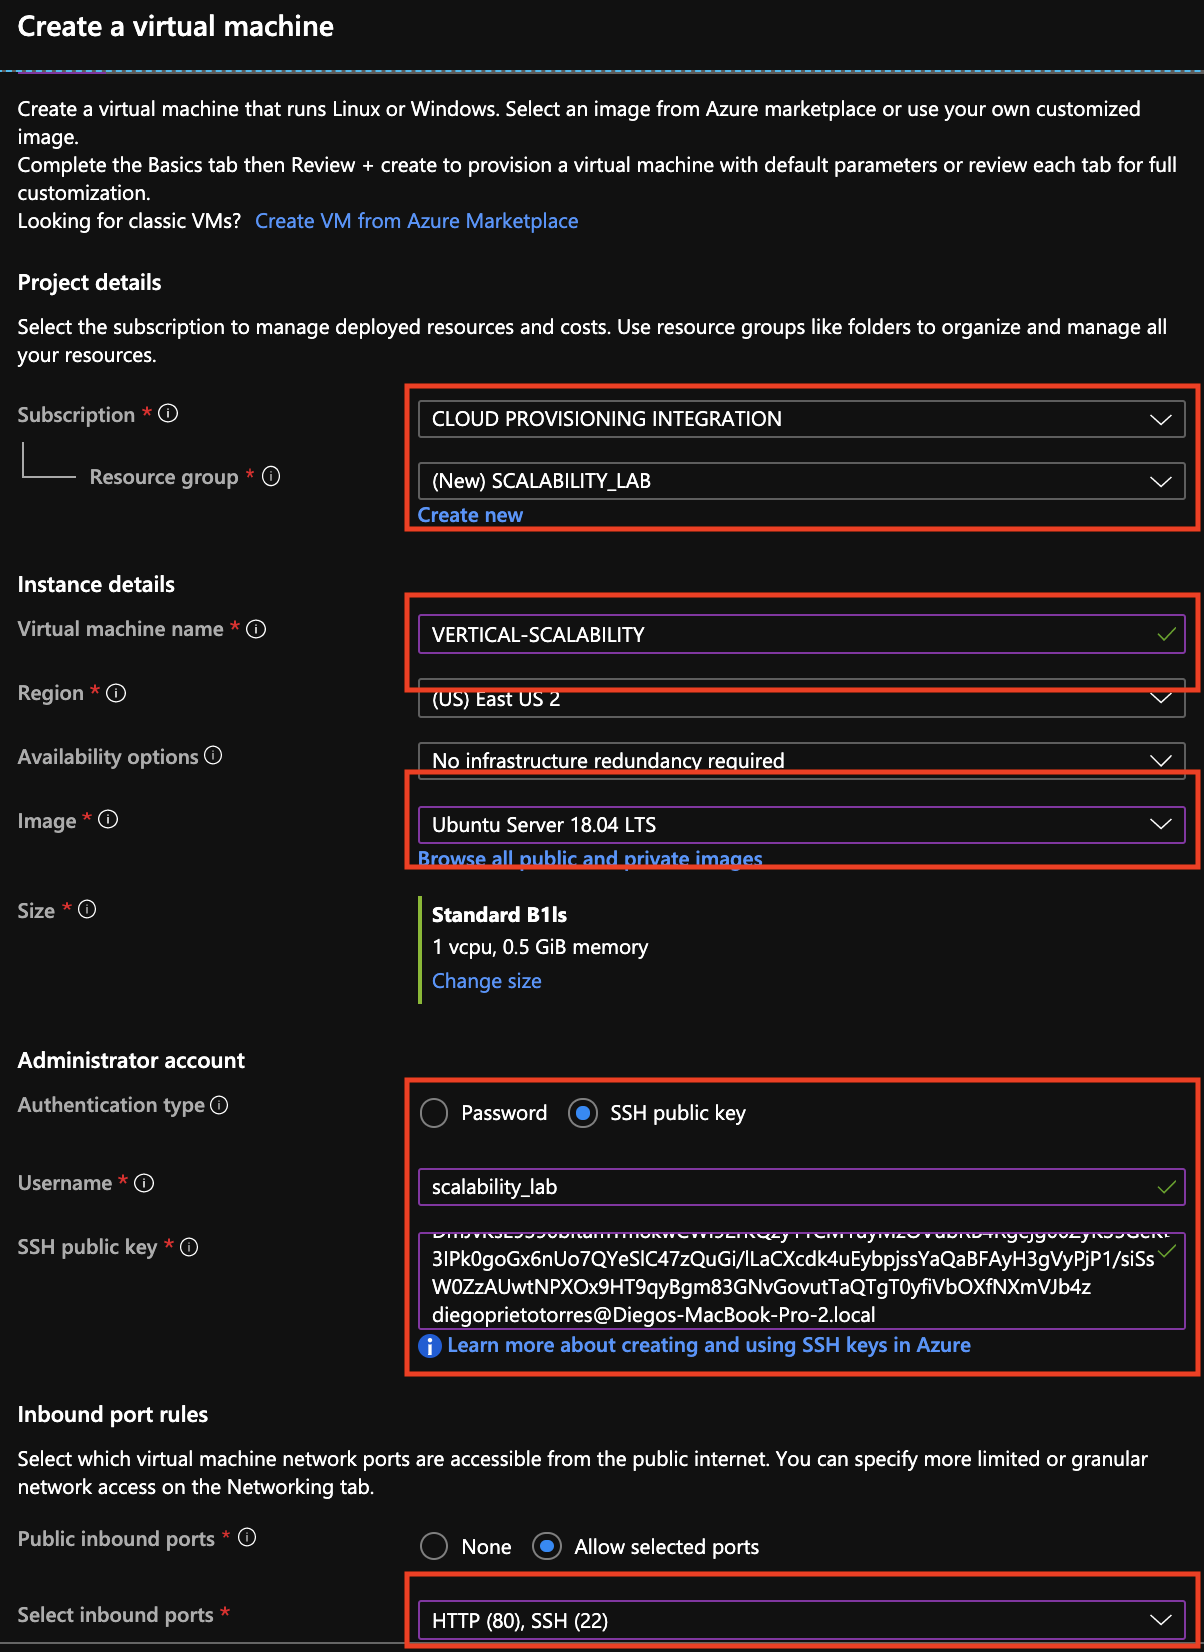 Create a virtual machine
Create a virtual machine that runs Linux or Windows. Select an image from Azure marketplace or use your own customized
image.
Complete the Basics tab then Review + create to provision a virtual machine with default parameters or review each tab for full
customization.
Looking for classic VMs? Create VM from Azure Marketplace
Project details
Select the subscription to manage deployed resources and costs. Use resource groups like folders to organize and manage all
your resources.
Subscription * CLOUD PROVISIONING INTEGRATION
Resource group * (New) SCALABILITY_LAB
Create new
Instance details
Virtual machine name * VERTICAL-SCALABILITY
Region * (US) East US 2
Availability options No infrastructure redundancy required
Image * Ubuntu Server 18.04 LTS
Browse all public and private images
Size * Standard B1ls
1 vcpu, 0.5 GiB memory
Change size
Administrator account
Authentication type Password SSH public key
Username * scalability_lab
SSH public key *
3IPk0goGx6nUo7QYeSlC47zQuGi/lLaCXcdk4uEybpjssYaQaBFAyH3gVyPjP1/siSs
W0ZzAUwtNPXOx9HT9qyBgm83GNvGovutTaQTgT0yfiVbOXfNXmVJb4z
diegoprietotorres@Diegos-MacBook-Pro-2.local
Learn more about creating and using SSH keys in Azure
Inbound port rules
Select which virtual machine network ports are accessible from the public internet. You can specify more limited or granular
network access on the Networking tab.
Public inbound ports * None Allow selected ports
Select inbound ports * HTTP (80), SSH (22)